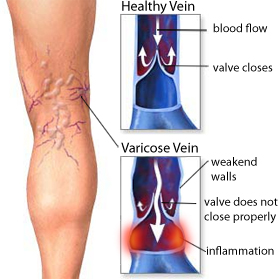 Healthy Vein
blood flow
valve closes
Varicose Vein
weakend
walls
valve does not
close properly
inflammation